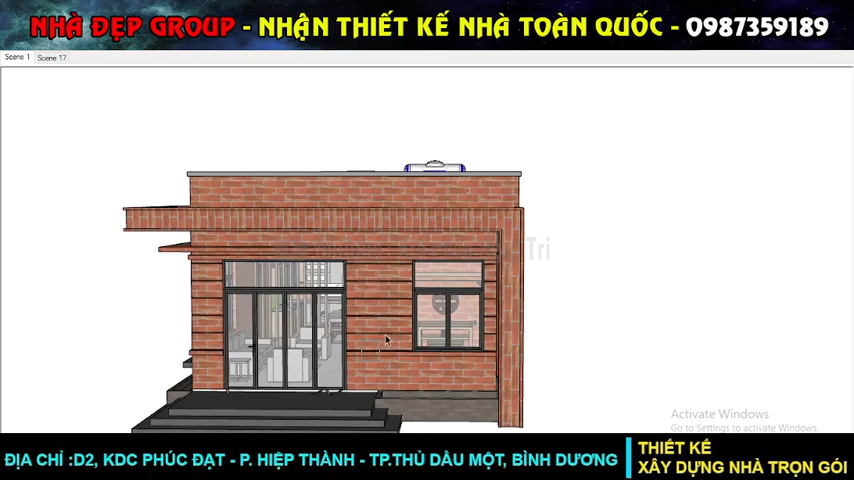 NHÀ ĐẸP GROUP - NHẬN THIẾT KẾ NHÀ TOÀN QUỐC - 0987359189
Scene 1 Scene 17
Tri
Activate Windows
Go to Settings to activate Windows.
ĐỊA CHỈ :D2, KDC PHÚC ĐẠT - P. HIỆP THÀNH - TP.THỦ DẦU MỘT, BÌNH DƯƠNG
THIẾT KẾ
XÂY DỰNG NHÀ TRỌN GÓI